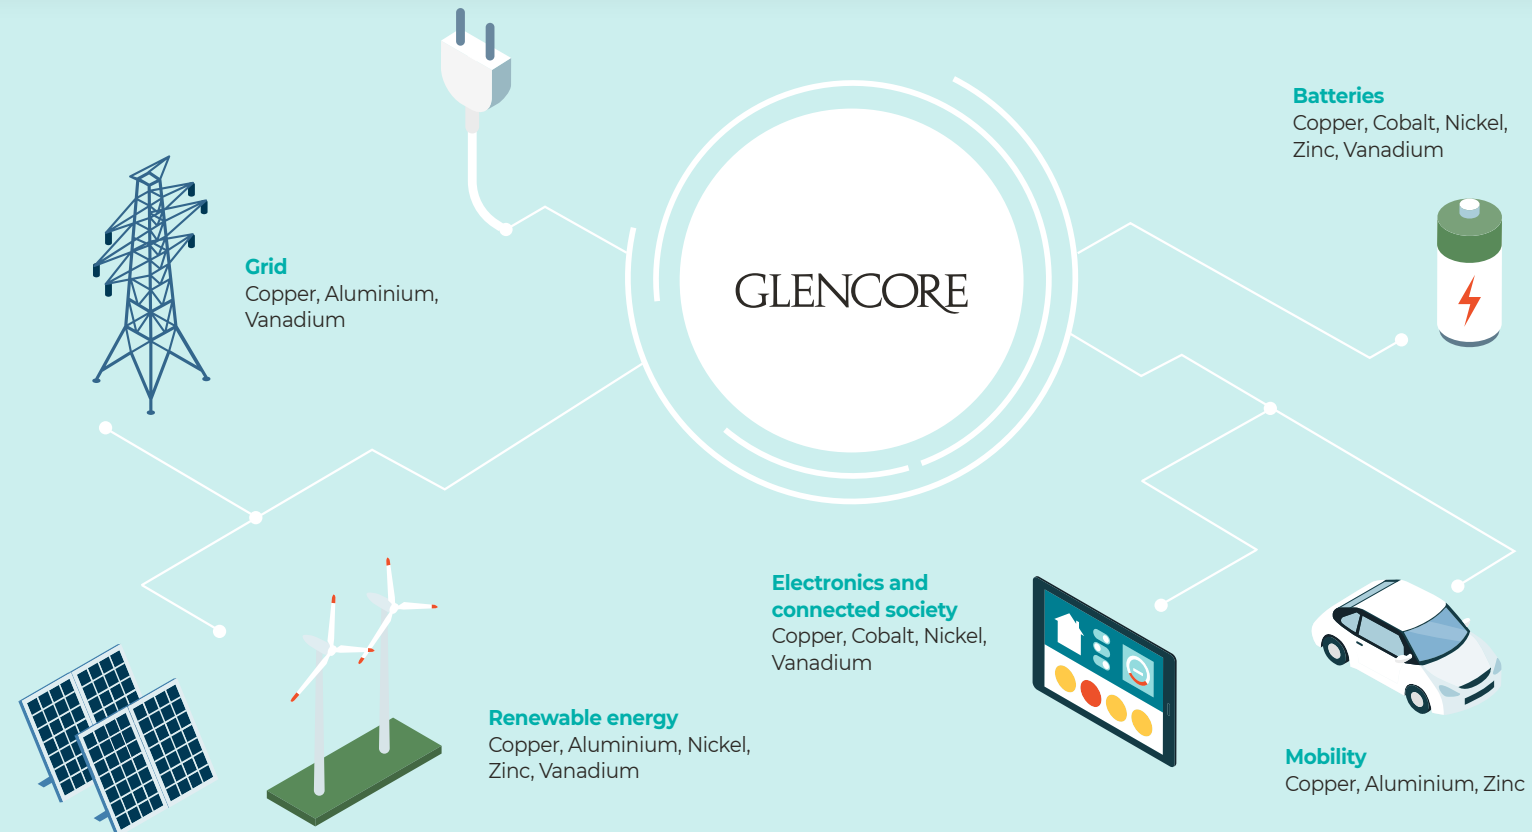 GLENCORE
Grid
Copper, Aluminium,
Vanadium
Renewable energy
Copper, Aluminium, Nickel,
Zinc, Vanadium
Electronics and
connected society
Copper, Cobalt, Nickel,
Vanadium
Batteries
Copper, Cobalt, Nickel,
Zinc, Vanadium
Mobility
Copper, Aluminium, Zinc